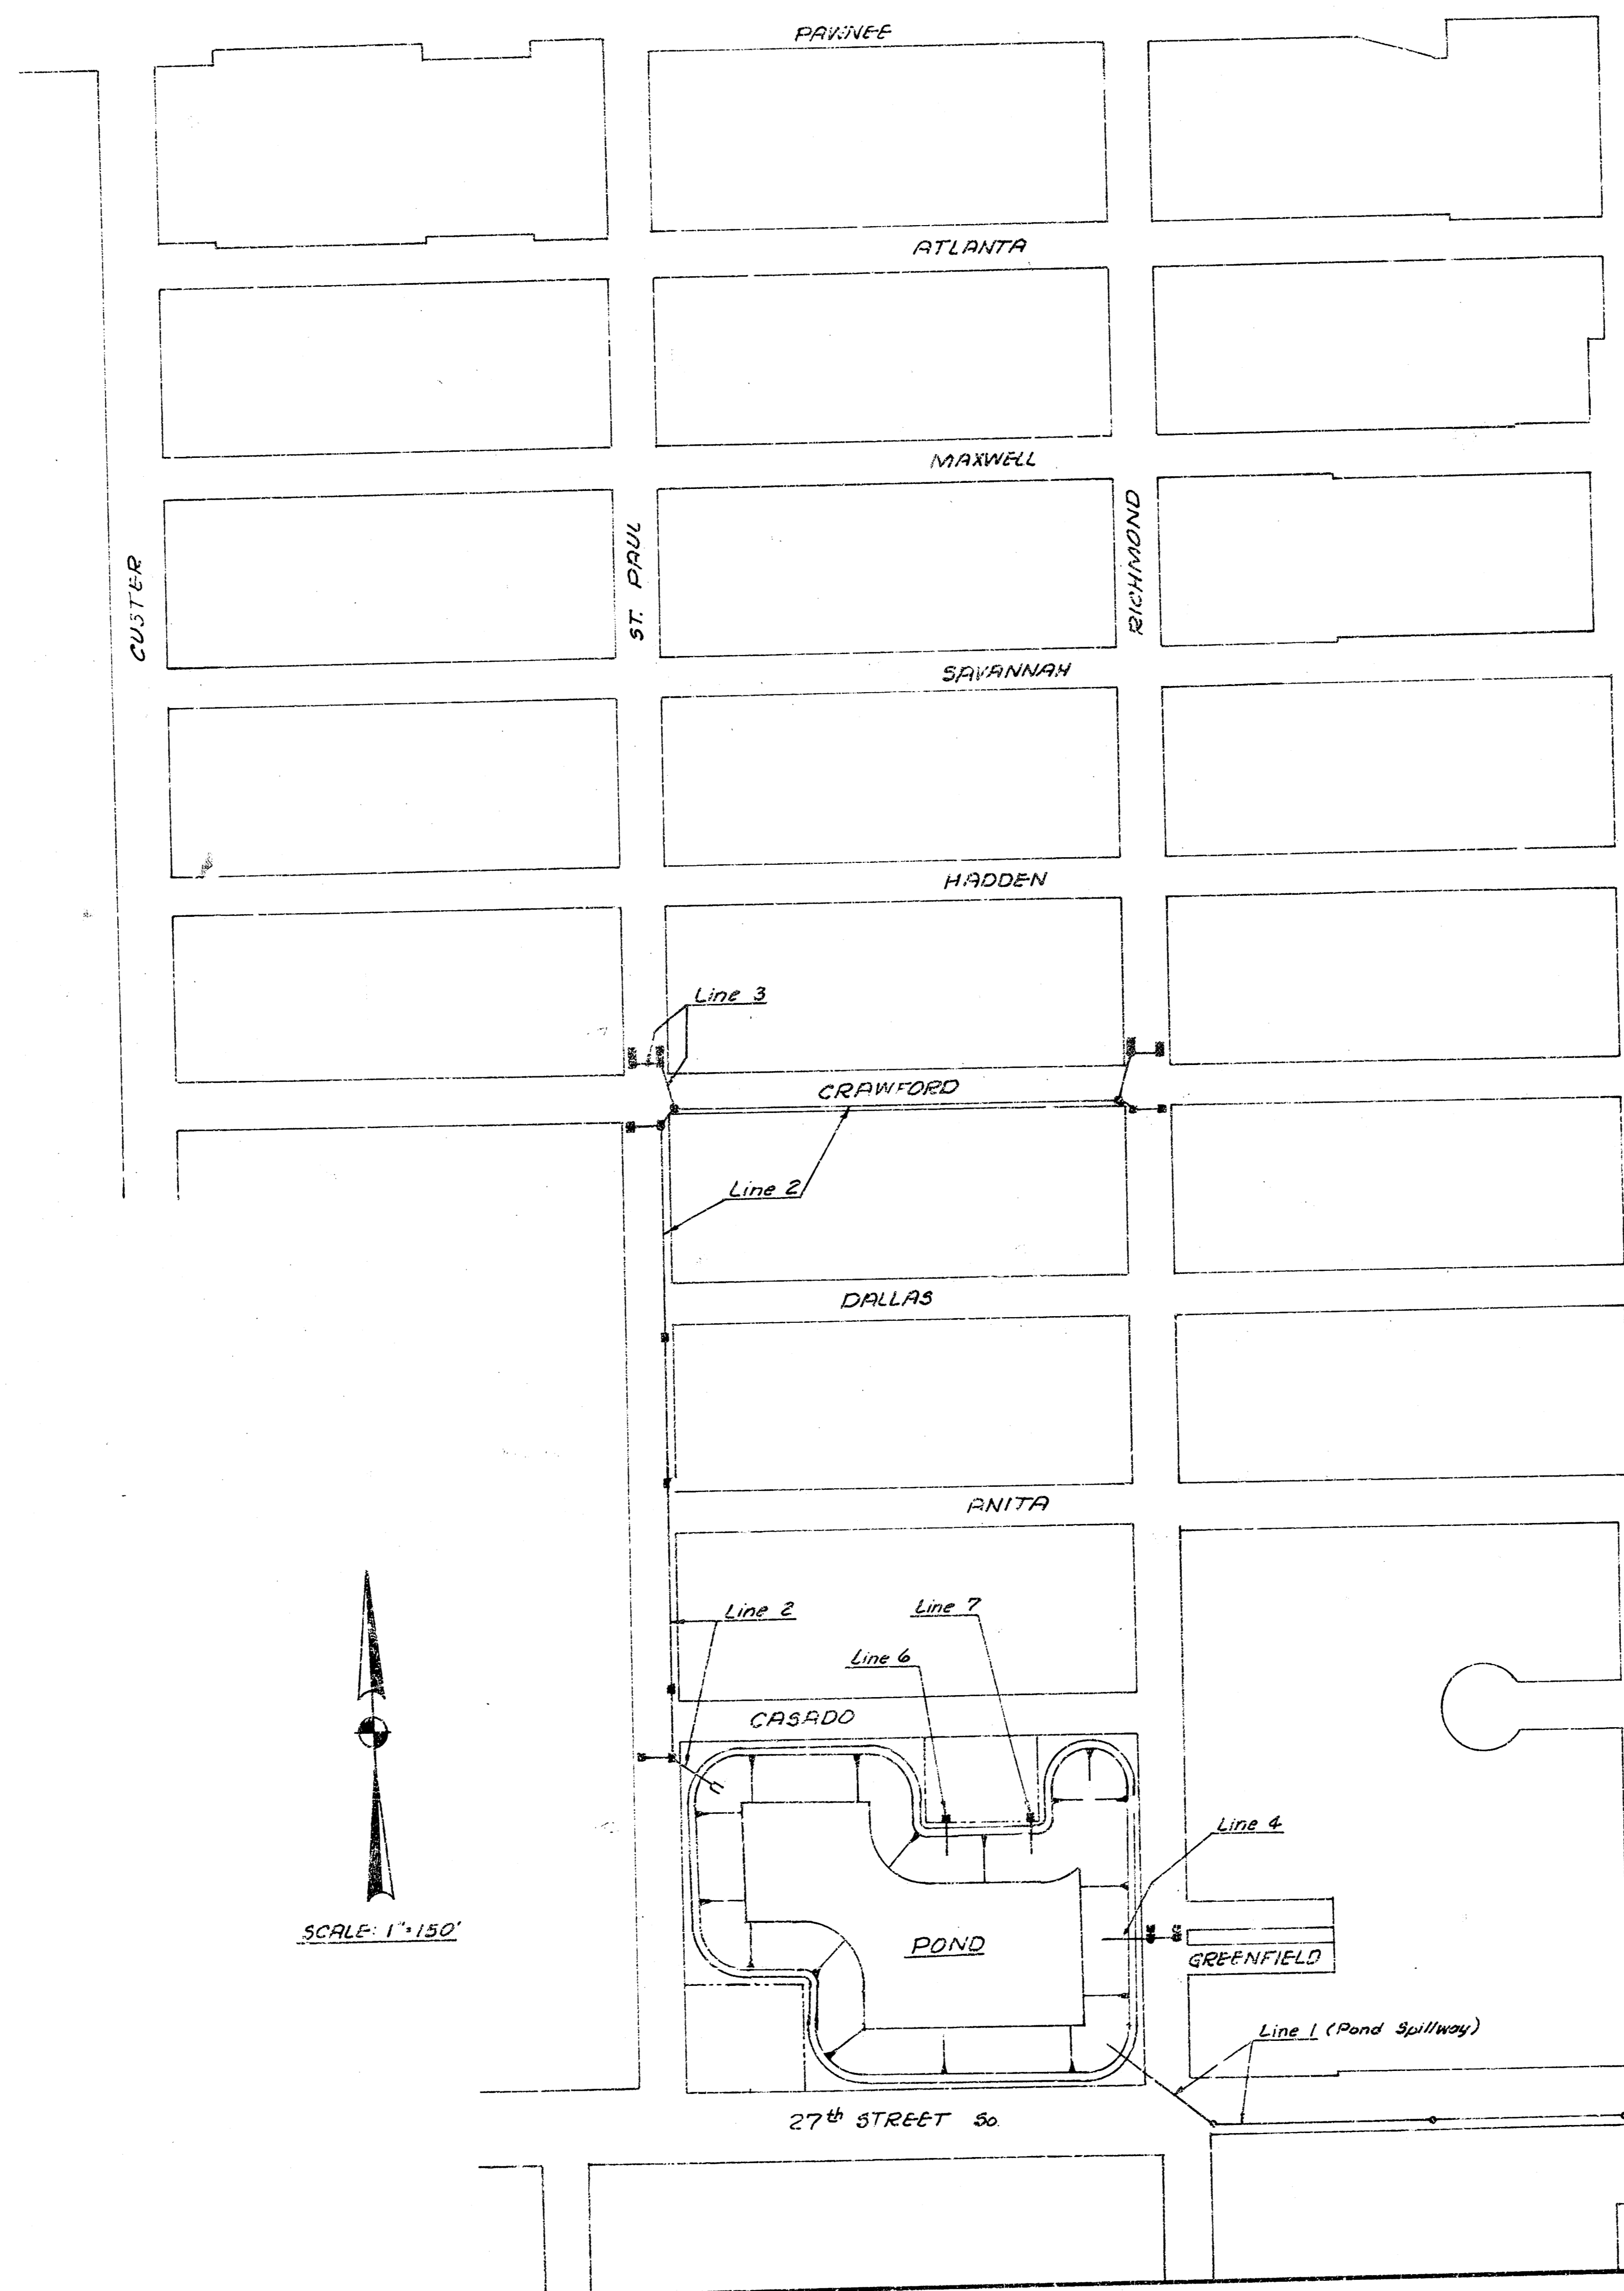 PAWNEE
ATLANTA
MAXWELL
CUSTER
ST. PAUL
RICHMOND
SAVANNAH
HADDEN
Line 3
CRAWFORD
Line 2
DALLAS
ANITA
Line 2
Line 7
Line 6
CASADO
Line 4
SCALE: 1"=150'
POND
GREENFIELD
Line 1 (Pond Spillway)
27th STREET So.